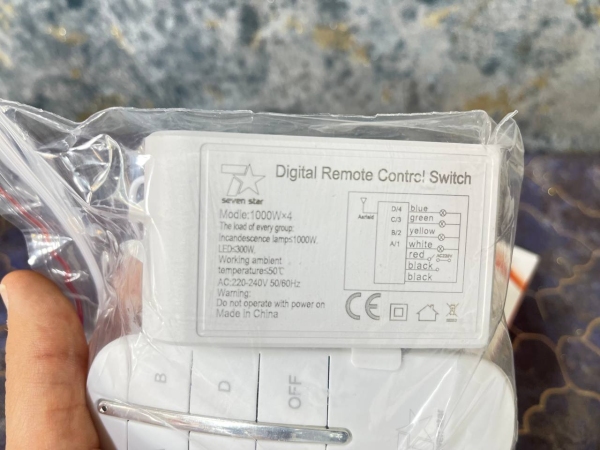 Digital Remote Control Switch
seven star
Modle:1000W×4
The load of every group:
Incandescence lamp≤1000W,
LED≤300W,
Working ambient
temperature≤50℃
AC:220-240V 50/60Hz
Warning:
Do not operate with power on
Made in China
D/4 blue
C/3 green
B/2 yellow
A/1 white
red
black
black
CE
B
D
OFF